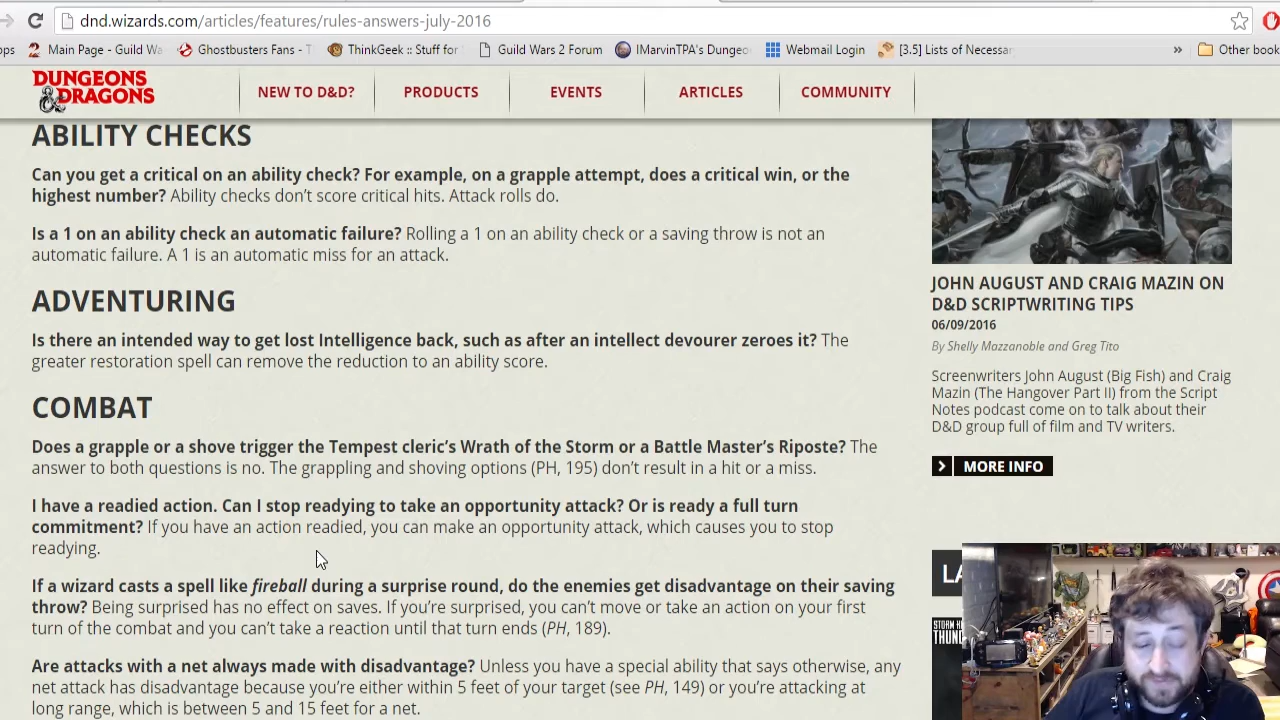 dnd.wizards.com/articles/features/rules-answers-july-2016
Main Page - Guild Wa
Ghostbusters Fans - T
ThinkGeek :: Stuff for
Guild Wars 2 Forum
IMarvinTPA's Dungeo
Webmail Login
[3.5] Lists of Necessar
»
Other book
DUNGEONS
& DRAGONS
NEW TO D&D?
PRODUCTS
EVENTS
ARTICLES
COMMUNITY
ABILITY CHECKS
Can you get a critical on an ability check? For example, on a grapple attempt, does a critical win, or the
highest number? Ability checks don't score critical hits. Attack rolls do.
Is a 1 on an ability check an automatic failure? Rolling a 1 on an ability check or a saving throw is not an
automatic failure. A 1 is an automatic miss for an attack.
ADVENTURING
Is there an intended way to get lost Intelligence back, such as after an intellect devourer zeroes it? The
greater restoration spell can remove the reduction to an ability score.
COMBAT
Does a grapple or a shove trigger the Tempest cleric's Wrath of the Storm or a Battle Master's Riposte? The
answer to both questions is no. The grappling and shoving options (PH, 195) don't result in a hit or a miss.
I have a readied action. Can I stop readying to take an opportunity attack? Or is ready a full turn
commitment? If you have an action readied, you can make an opportunity attack, which causes you to stop
readying.
If a wizard casts a spell like fireball during a surprise round, do the enemies get disadvantage on their saving
throw? Being surprised has no effect on saves. If you're surprised, you can't move or take an action on your first
turn of the combat and you can't take a reaction until that turn ends (PH, 189).
Are attacks with a net always made with disadvantage? Unless you have a special ability that says otherwise, any
net attack has disadvantage because you're either within 5 feet of your target (see PH, 149) or you're attacking at
long range, which is between 5 and 15 feet for a net.
JOHN AUGUST AND CRAIG MAZIN ON
D&D SCRIPTWRITING TIPS
06/09/2016
By Shelly Mazzanoble and Greg Tito
Screenwriters John August (Big Fish) and Craig
Mazin (The Hangover Part II) from the Script
Notes podcast come on to talk about their
D&D group full of film and TV writers.
MORE INFO